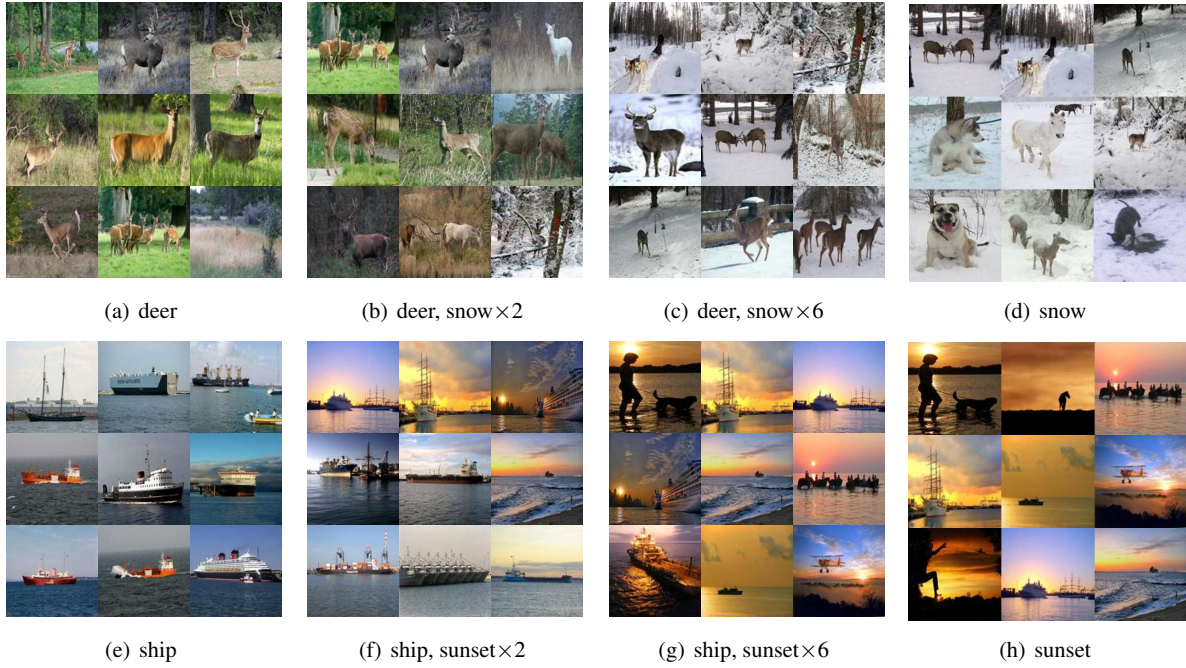 (a) deer
(b) deer, snow×2
(c) deer, snow×6
(d) snow
(e) ship
(f) ship, sunset×2
(g) ship, sunset×6
(h) sunset